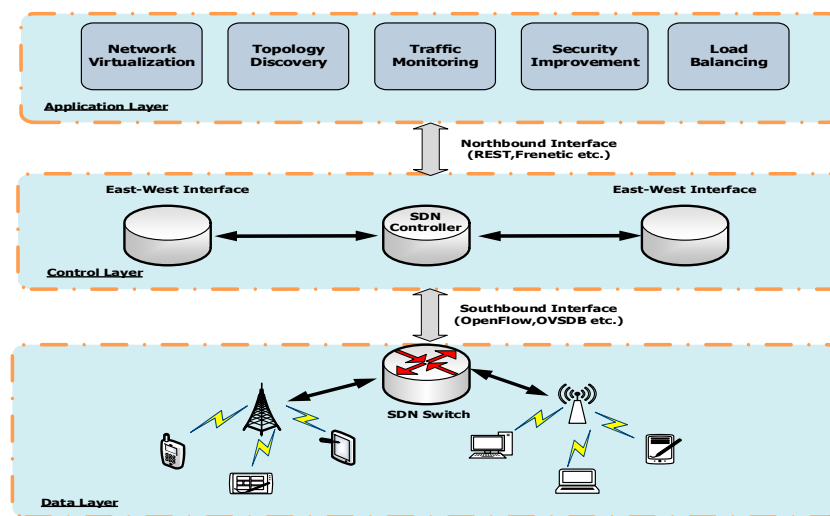 Network
Virtualization
Topology
Discovery
Traffic
Monitoring
Security
Improvement
Load
Balancing
Application Layer
Northbound Interface
(REST,Frenetic etc.)
East-West Interface
East-West Interface
SDN
Controller
Control Layer
Southbound Interface
(OpenFlow,OVSDB etc.)
SDN Switch
Data Layer